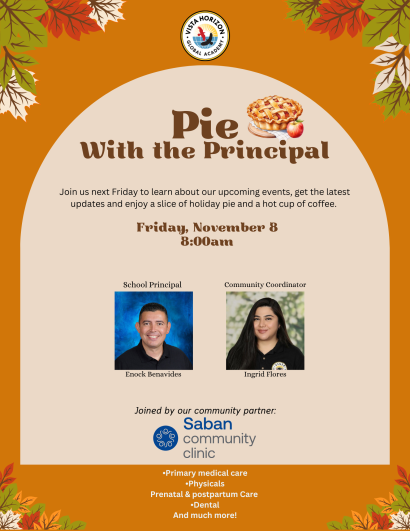 VISTA HORIZON
GLOBAL ACADEMY
Pie
With the Principal
Join us next Friday to learn about our upcoming events, get the latest
updates and enjoy a slice of holiday pie and a hot cup of coffee.
Friday, November 8
8:00am
School Principal
Community Coordinator
Enock Benavides
Ingrid Flores
Joined by our community partner:
Saban
community
clinic
•Primary medical care
•Physicals
Prenatal & postpartum Care
•Dental
And much more!